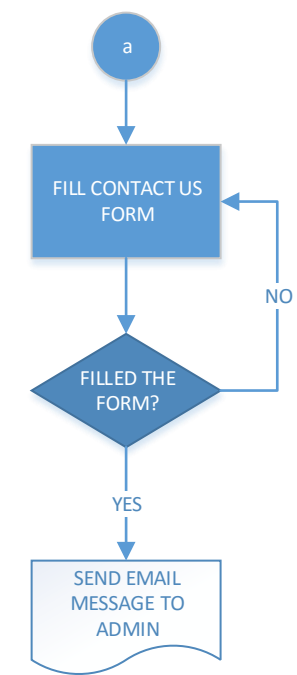 a
FILL CONTACT US
FORM
NO
FILLED THE
FORM?
YES
SEND EMAIL
MESSAGE TO
ADMIN